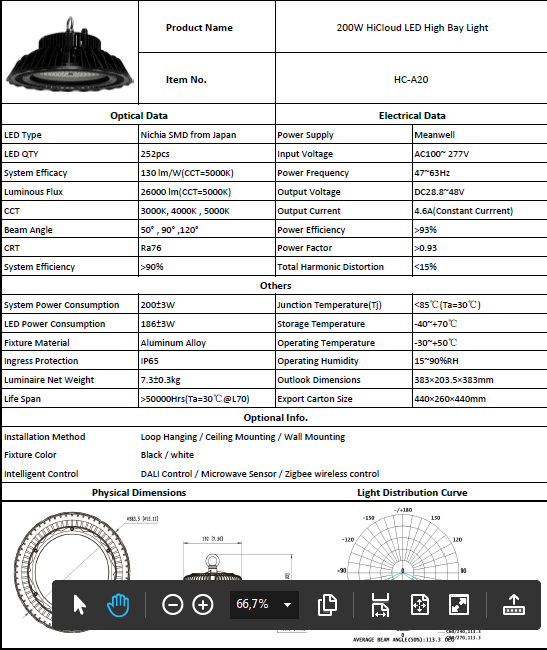 Product Name 200W HiCloud LED High Bay Light
Item No. HC-A20
Optical Data Electrical Data
LED Type Nichia SMD from Japan Power Supply Meanwell
LED QTY 252pcs Input Voltage AC100~ 277V
System Efficacy 130 lm/W(CCT=5000K) Power Frequency 47~63Hz
Luminous Flux 26000 lm(CCT=5000K) Output Voltage DC28.8~48V
CCT 3000K, 4000K , 5000K Output Current 4.6A(Constant Currrent)
Beam Angle 50° , 90° ,120° Power Efficiency >93%
CRT Ra76 Power Factor >0.93
System Efficiency >90% Total Harmonic Distortion <15%
Others
System Power Consumption 200±3W Junction Temperature(Tj) <85℃(Ta=30℃)
LED Power Consumption 186±3W Storage Temperature -40~+70℃
Fixture Material Aluminum Alloy Operating Temperature -30~+50℃
Ingress Protection IP65 Operating Humidity 15~90%RH
Luminaire Net Weight 7.3±0.3kg Outlook Dimensions 383×203.5×383mm
Life Span >50000Hrs(Ta=30℃@L70) Export Carton Size 440×260×440mm
Optional Info.
Installation Method Loop Hanging / Ceiling Mounting / Wall Mounting
Fixture Color Black / white
Intelligent Control DALI Control / Microwave Sensor / Zigbee wireless control
Physical Dimensions Light Distribution Curve
-/+180
-150 150
-120 120
-90 90
66,7%
0
AVERAGE BEAM ANGLE(50%):113.3